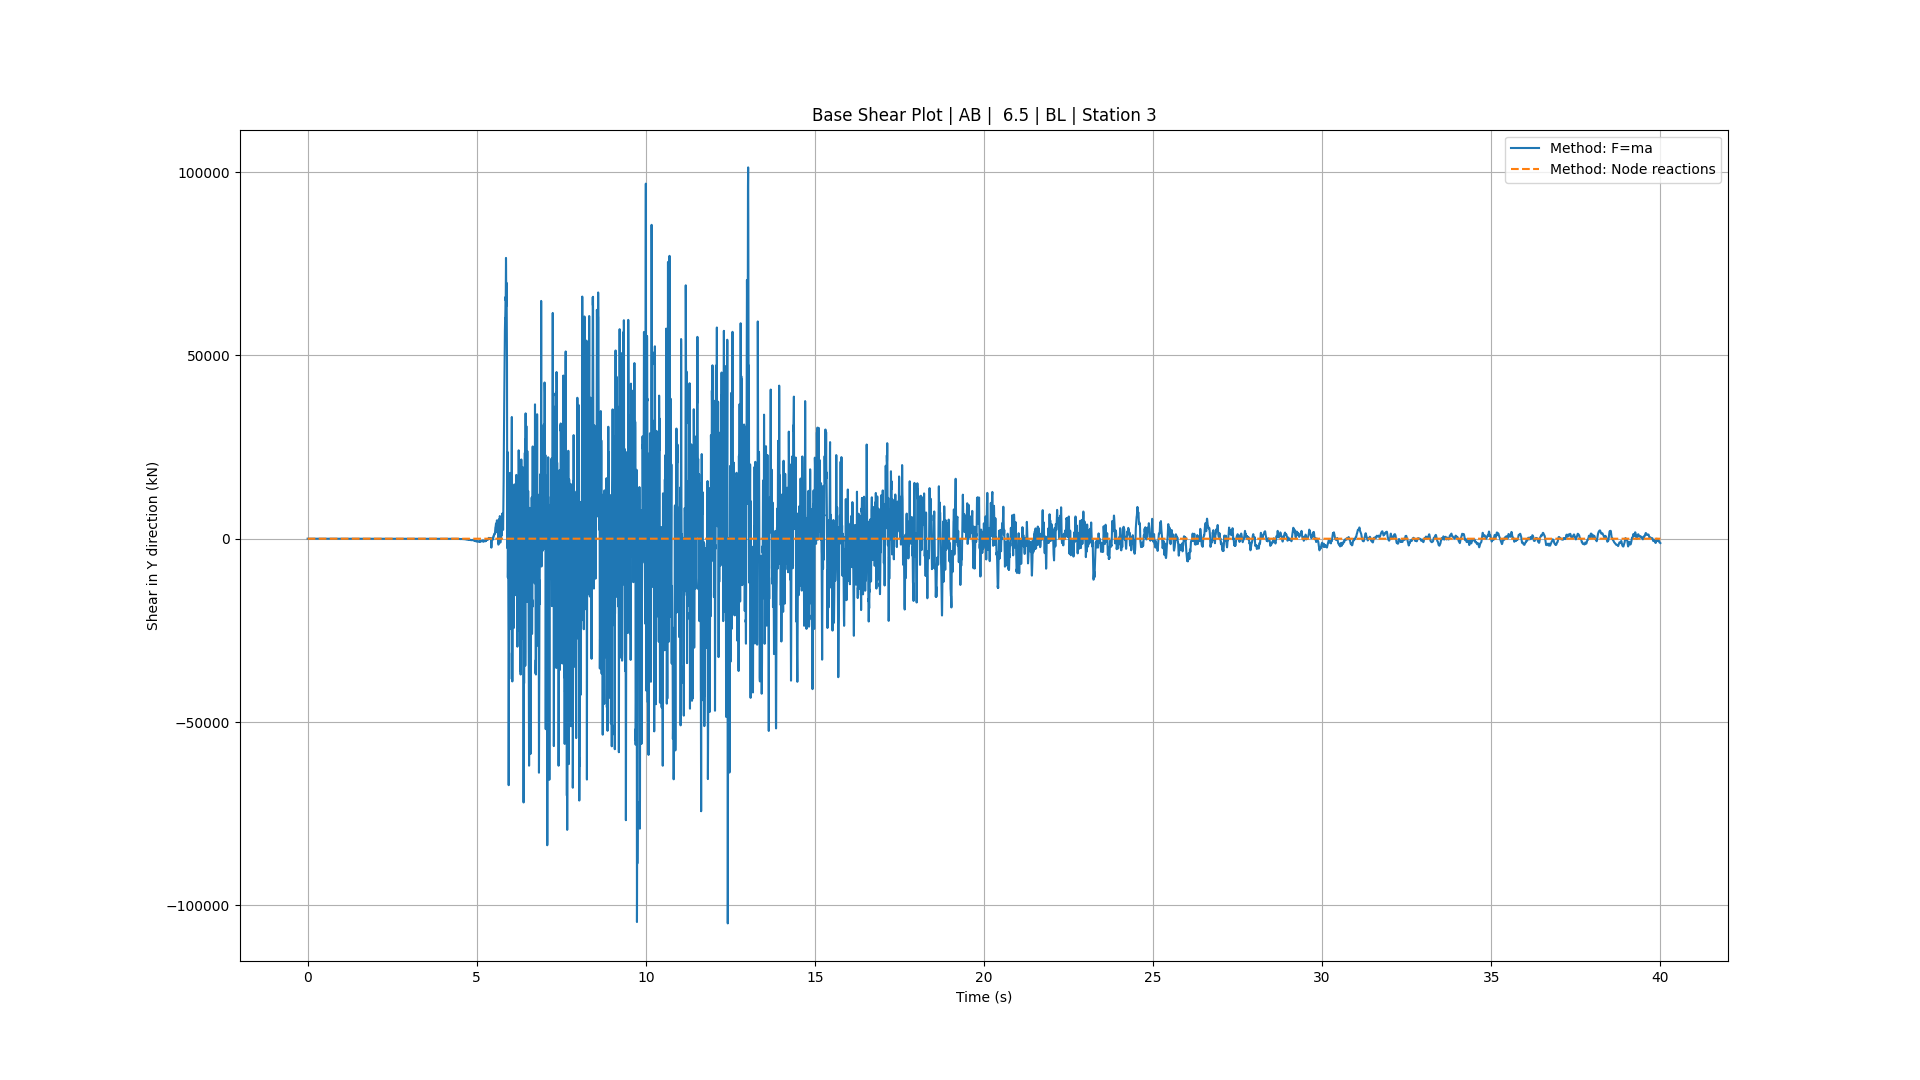 Base Shear Plot | AB |  6.5 | BL | Station 3
Method: F=ma
Method: Node reactions
100000
50000
0
−50000
−100000
Shear in Y direction (kN)
0 5 10 15 20 25 30 35 40
Time (s)